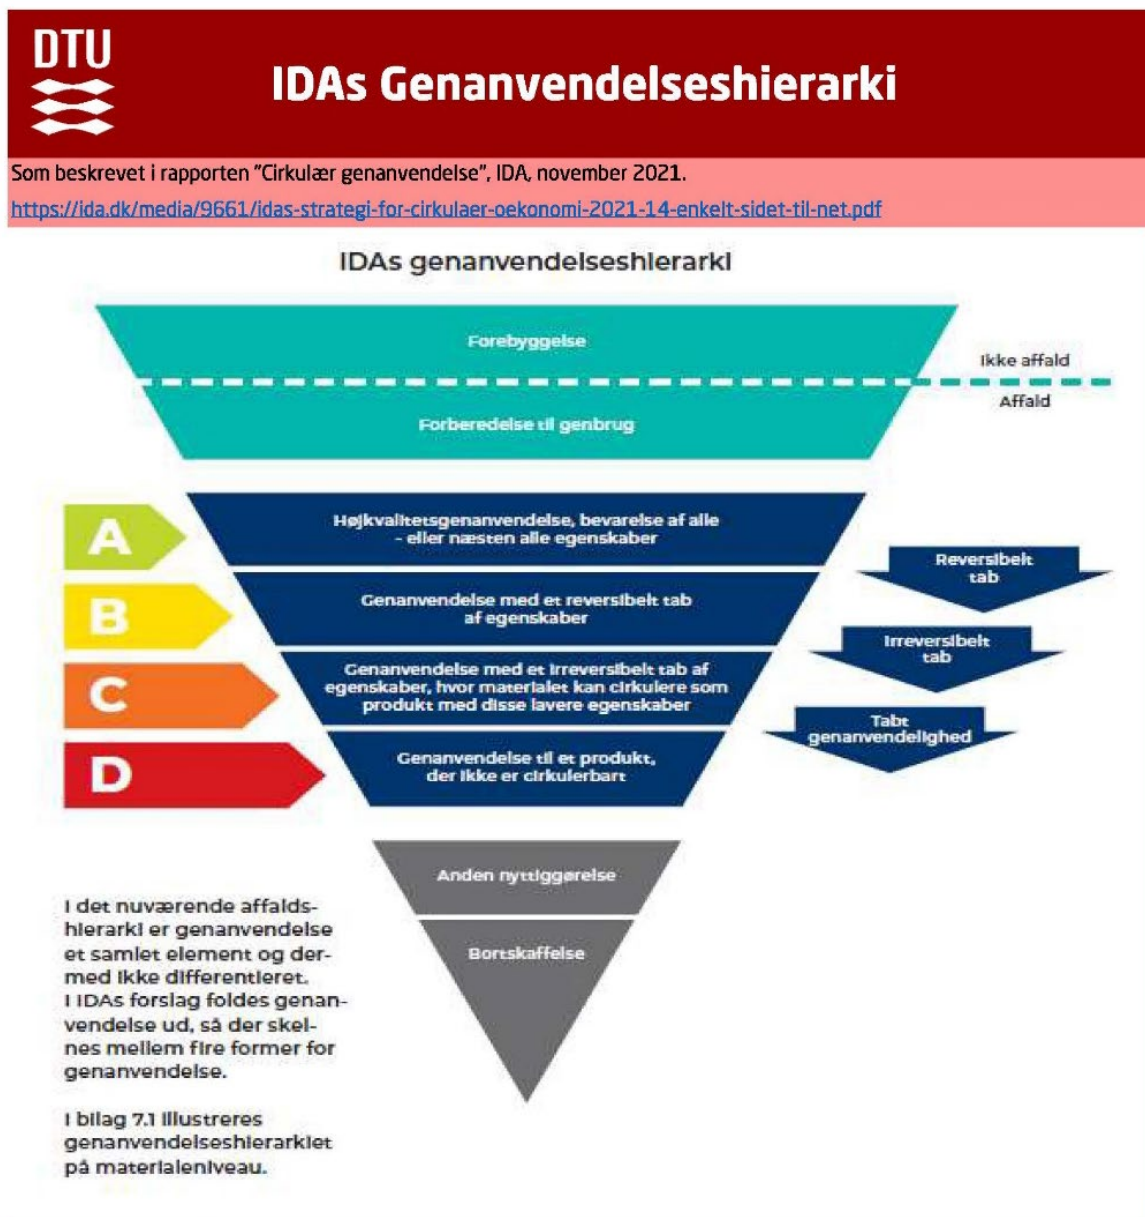 DTU
IDAs Genanvendelseshierarki
Som beskrevet i rapporten "Cirkulær genanvendelse", IDA, november 2021.
https://ida.dk/media/9661/idas-strategi-for-cirkulaer-oekonomi-2021-14-enkelt-sidet-til-net.pdf
IDAs genanvendelseshierarki
Forebyggelse
Ikke affald
Affald
Forberedelse til genbrug
A
Højkvalitetsgenanvendelse, bevarelse af alle
- eller næsten alle egenskaber
Reversibelt
tab
B
Genanvendelse med et reversibelt tab
af egenskaber
Irreversibelt
tab
C
Genanvendelse med et irreversibelt tab af
egenskaber, hvor materialet kan cirkulere som
produkt med disse lavere egenskaber
Tabt
genanvendelighed
D
Genanvendelse til et produkt,
der ikke er cirkulerbart
Anden nyttiggørelse
Bortskaffelse
I det nuværende affalds-
hierarki er genanvendelse
et samlet element og der-
med ikke differentieret.
I IDAs forslag foldes genan-
vendelse ud, så der skel-
nes mellem fire former for
genanvendelse.
I bilag 7.1 illustreres
genanvendelseshierarkiet
på materialeniveau.